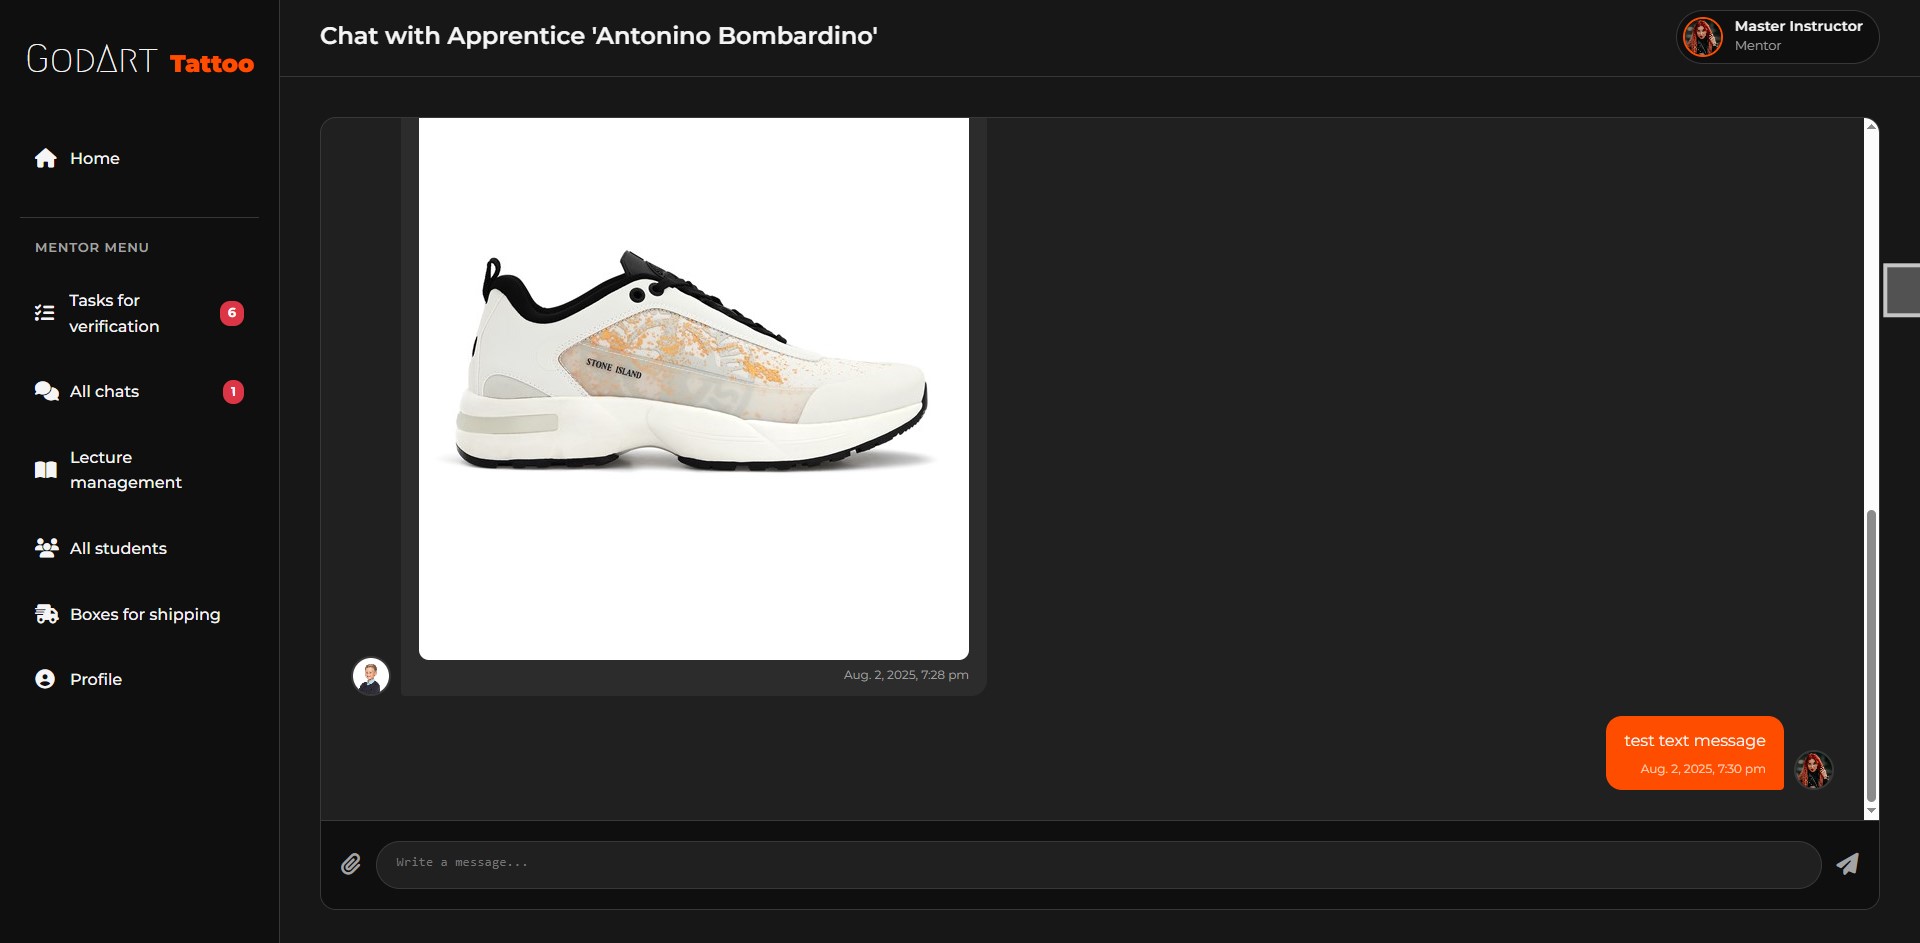 GODART Tattoo
Chat with Apprentice 'Antonino Bombardino'
Master Instructor
Mentor
Home
MENTOR MENU
Tasks for
verification
6
All chats
1
Lecture
management
All students
Boxes for shipping
Profile
STONE ISLAND
Aug. 2, 2025, 7:28 pm
test text message
Aug. 2, 2025, 7:30 pm
Write a message...